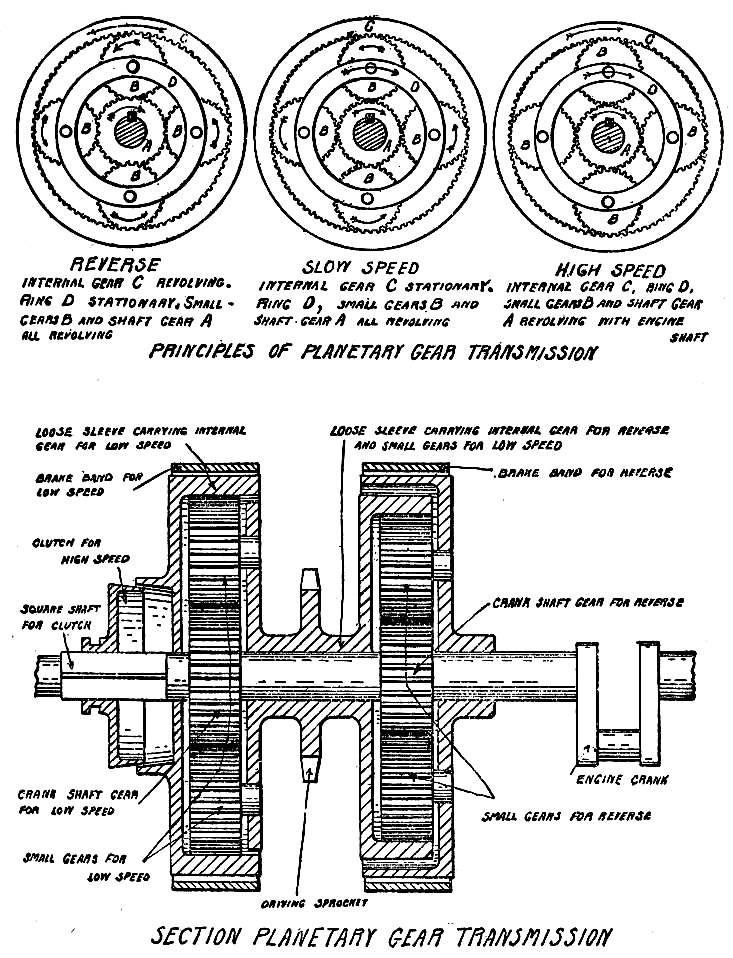 C
D
B
B
B
B
A
C
D
B
B
B
B
A
C
B
D
B
B
A
B
REVERSE
INTERNAL GEAR C REVOLVING.
RING D STATIONARY. SMALL -
GEARS B AND SHAFT GEAR A
ALL REVOLVING
SLOW SPEED
INTERNAL GEAR C STATIONARY.
RING D, SMALL GEARS B AND
SHAFT-GEAR A ALL REVOLVING
HIGH SPEED
INTERNAL GEAR C, RING D,
SMALL GEARS B AND SHAFT GEAR
A REVOLVING WITH ENGINE
SHAFT
PRINCIPLES OF PLANETARY GEAR TRANSMISSION
LOOSE SLEEVE CARRYING INTERNAL
GEAR FOR LOW SPEED
LOOSE SLEEVE CARRYING INTERNAL GEAR FOR REVERSE
AND SMALL GEARS FOR LOW SPEED
BRAKE BAND FOR
LOW SPEED
BRAKE BAND FOR REVERSE
CLUTCH FOR
HIGH SPEED
SQUARE SHAFT
FOR CLUTCH
CRANK SHAFT GEAR FOR REVERSE
CRANK SHAFT GEAR
FOR LOW SPEED
ENGINE CRANK
SMALL GEARS FOR REVERSE
SMALL GEARS FOR
LOW SPEED
DRIVING SPROCKET
SECTION PLANETARY GEAR TRANSMISSION